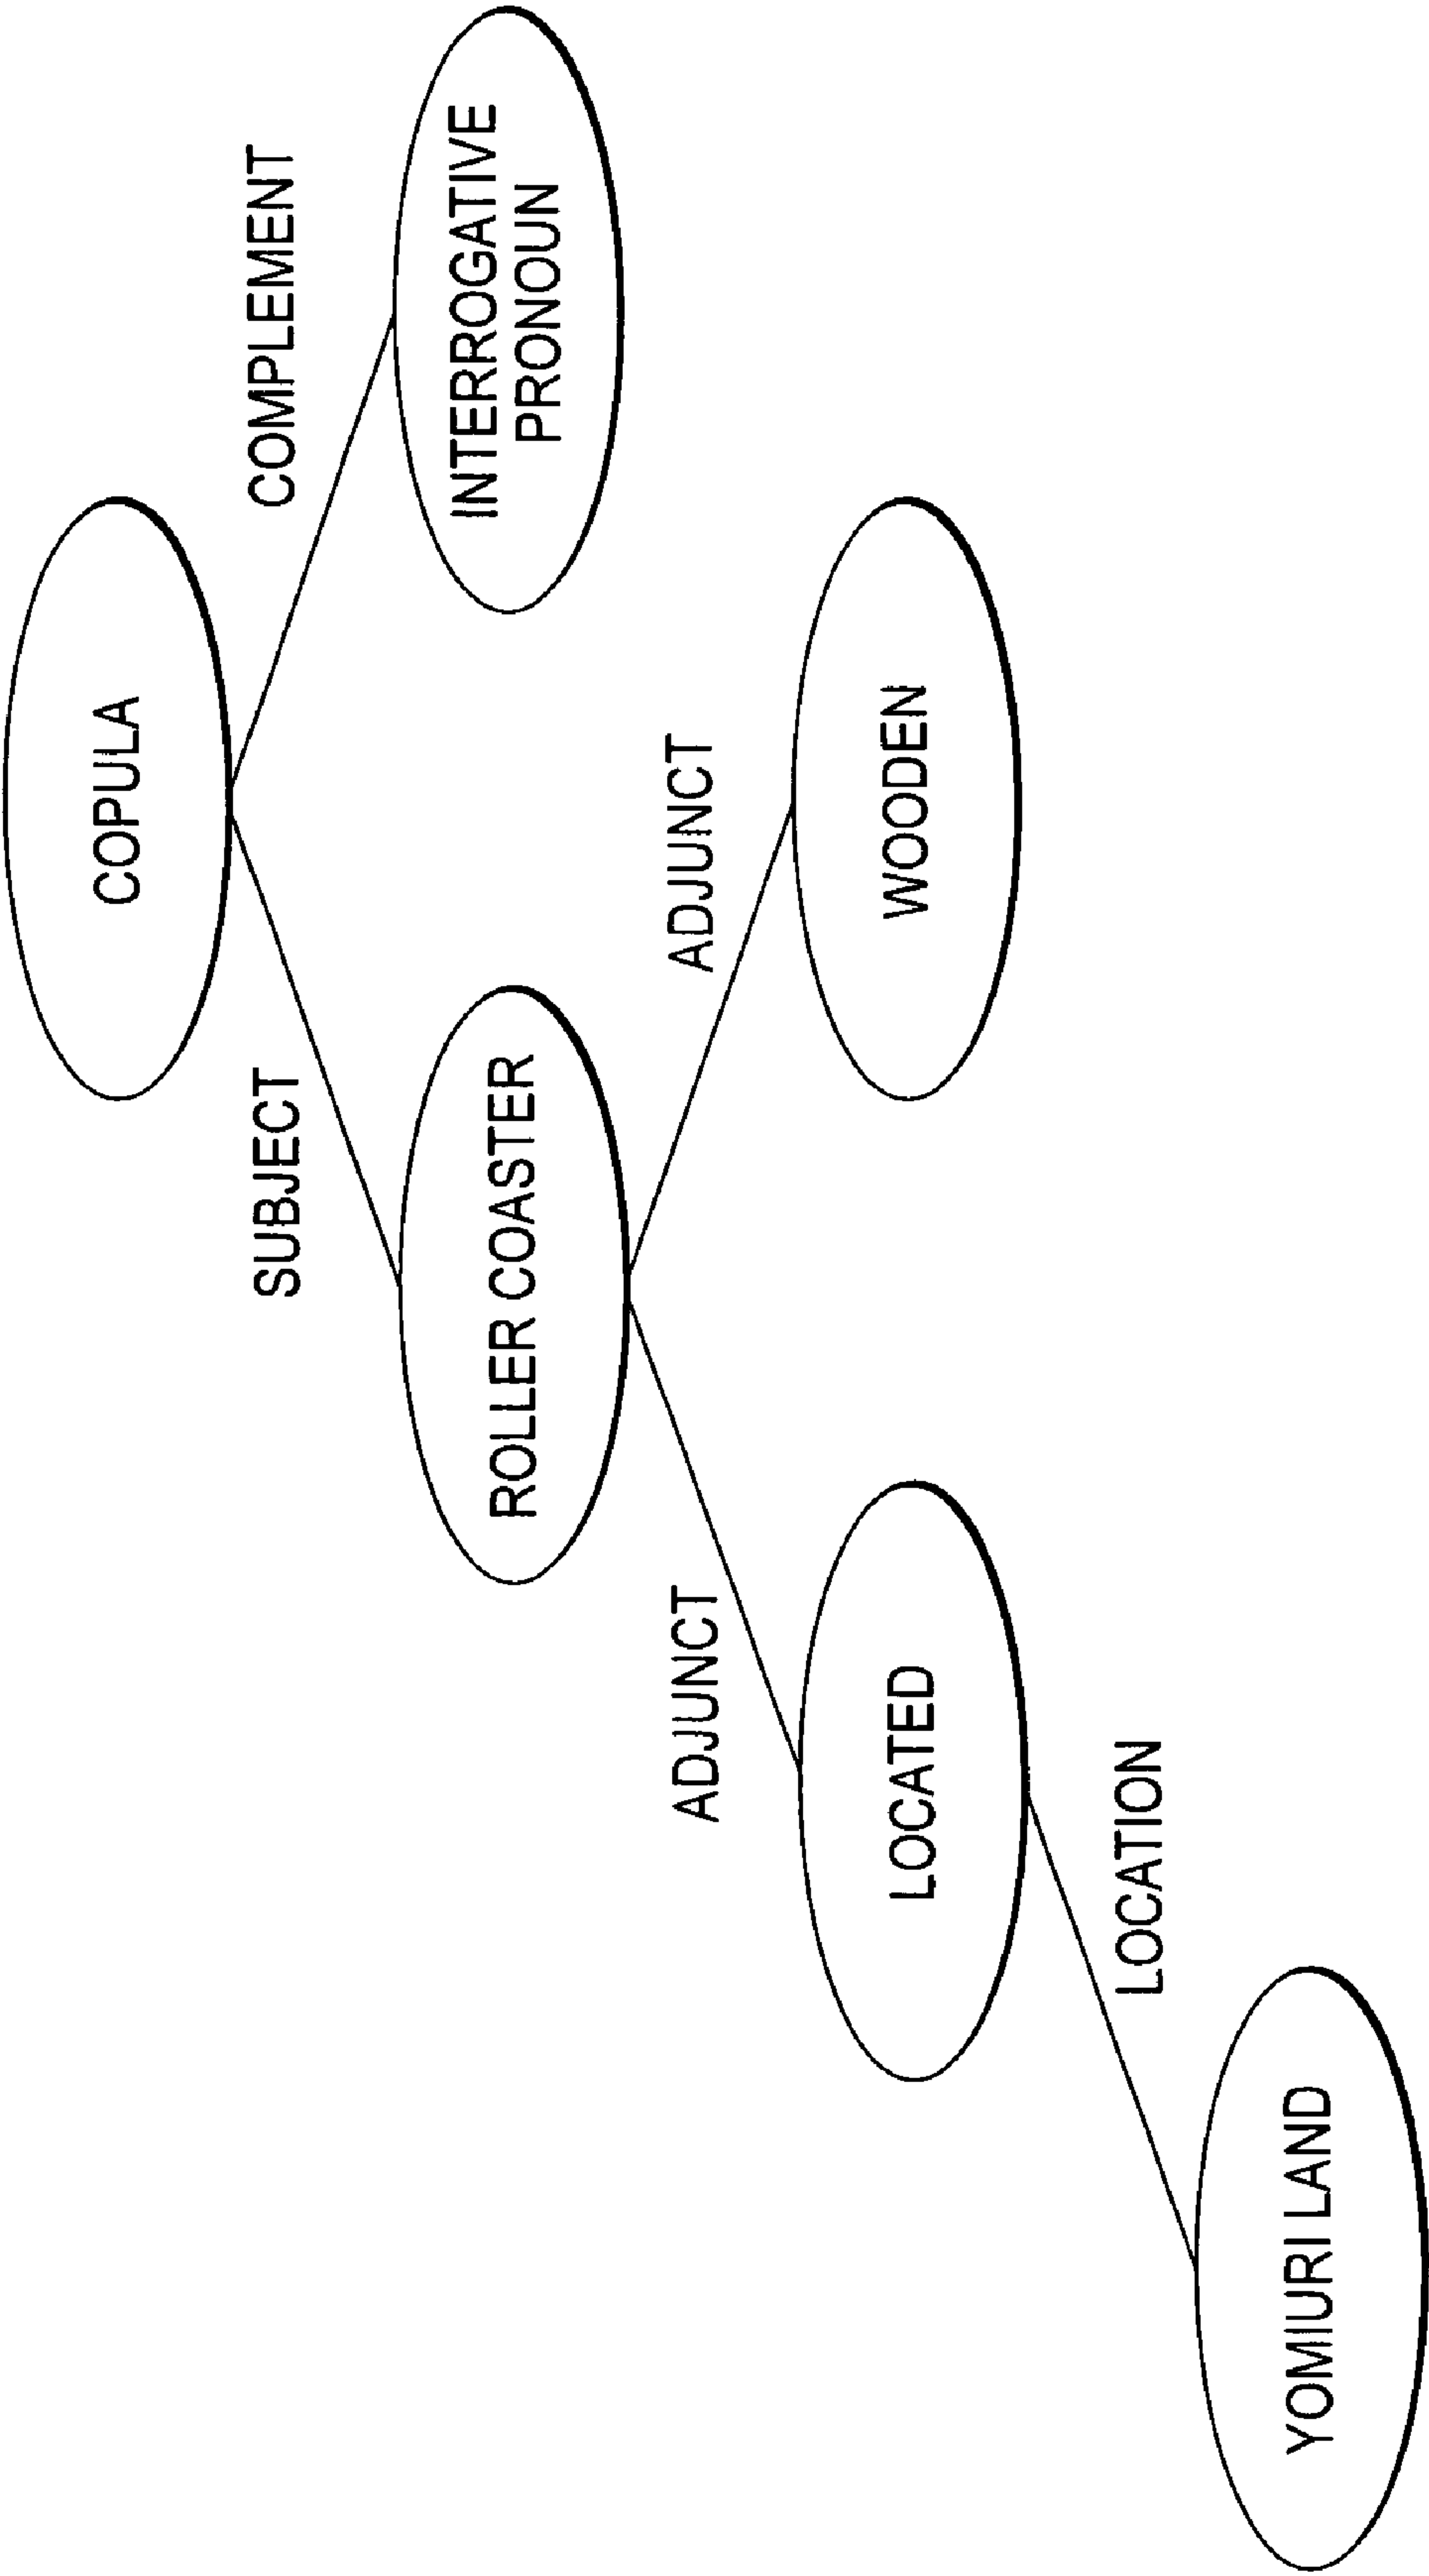 COPULA
SUBJECT
COMPLEMENT
ROLLER COASTER
INTERROGATIVE
PRONOUN
ADJUNCT
ADJUNCT
LOCATED
WOODEN
LOCATION
YOMIURI LAND